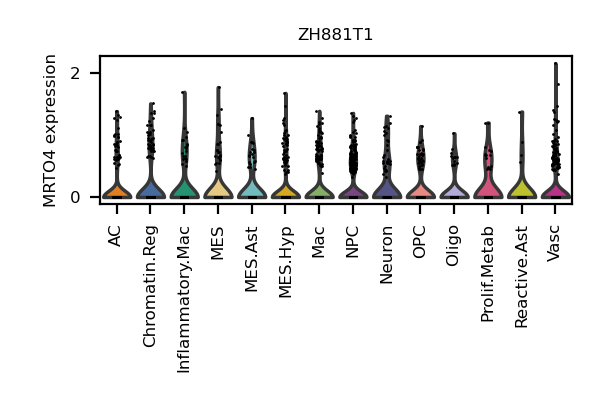 ZH881T1
MRTO4 expression
2
0
AC
Chromatin.Reg
Inflammatory.Mac
MES
MES.Ast
MES.Hyp
Mac
NPC
Neuron
OPC
Oligo
Prolif.Metab
Reactive.Ast
Vasc